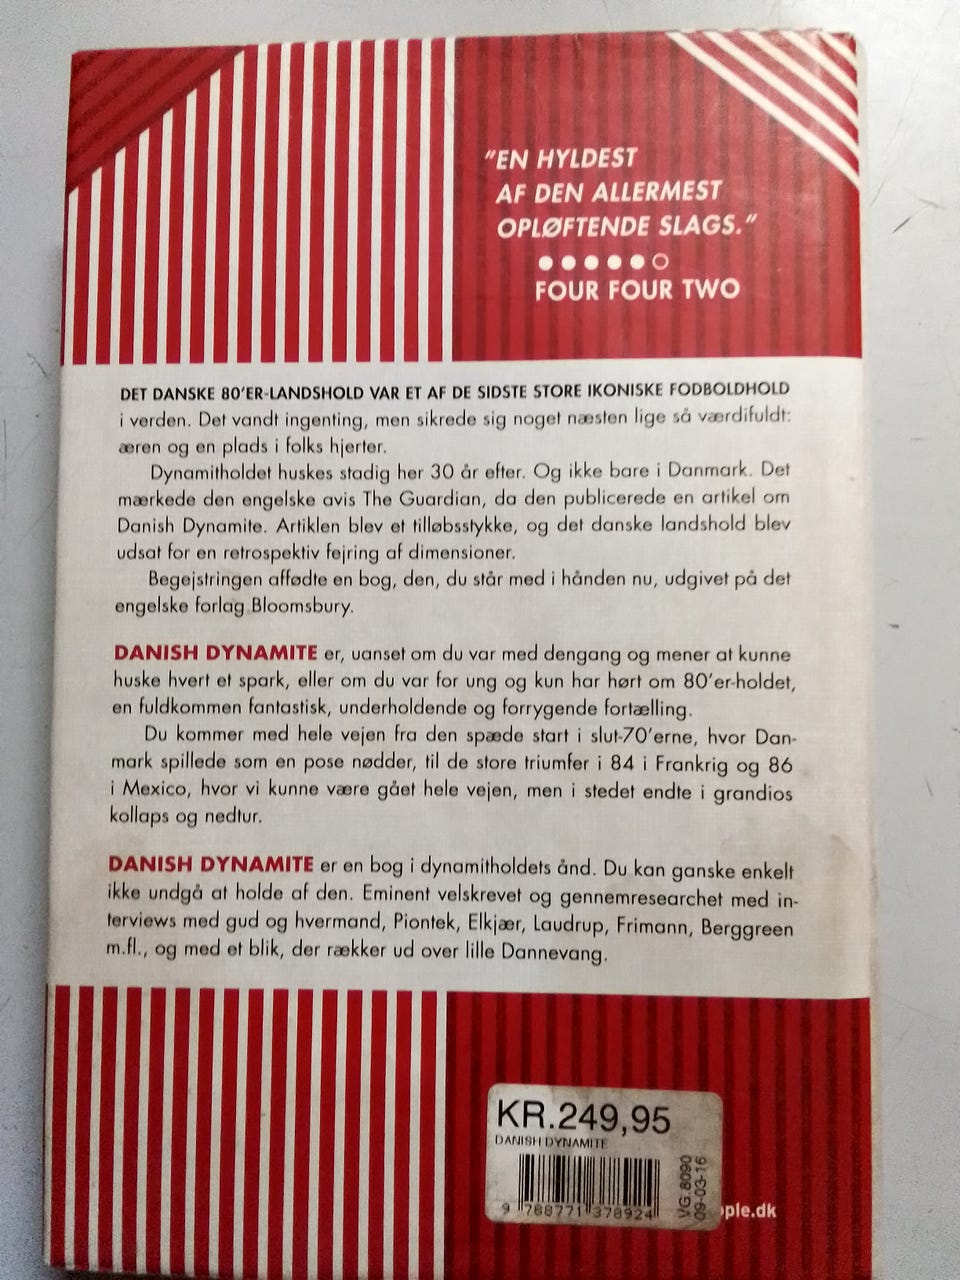 "EN HYLDEST
AF DEN ALLERMEST
OPLØFTENDE SLAGS."
FOUR FOUR TWO
DET DANSKE 80'ER-LANDSHOLD VAR ET AF DE SIDSTE STORE IKONISKE FODBOLDHOLD
i verden. Det vandt ingenting, men sikrede sig noget næsten lige så værdifuldt:
æren og en plads i folks hjerter.
Dynamitholdet huskes stadig her 30 år efter. Og ikke bare i Danmark. Det
mærkede den engelske avis The Guardian, da den publicerede en artikel om
Danish Dynamite. Artiklen blev et tilløbsstykke, og det danske landshold blev
udsat for en retrospektiv fejring af dimensioner.
Begejstringen affødte en bog, den, du står med i hånden nu, udgivet på det
engelske forlag Bloomsbury.
DANISH DYNAMITE er, uanset om du var med dengang og mener at kunne
huske hvert et spark, eller om du var for ung og kun har hørt om 80'er-holdet,
en fuldkommen fantastisk, underholdende og forrygende fortælling.
Du kommer med hele vejen fra den spæde start i slut-70'erne, hvor Dan-
mark spillede som en pose nødder, til de store triumfer i 84 i Frankrig og 86
i Mexico, hvor vi kunne være gået hele vejen, men i stedet endte i grandios
kollaps og nedtur.
DANISH DYNAMITE er en bog i dynamitholdets ånd. Du kan ganske enkelt
ikke undgå at holde af den. Eminent velskrevet og gennemresearchet med in-
terviews med gud og hvermand, Piontek, Elkjær, Laudrup, Frimann, Berggreen
m.fl., og med et blik, der rækker ud over lille Dannevang.
KR.249,95
DANISH DYNAMITE
9 788771 378924
VG 8090
09-03-16
ple.dk